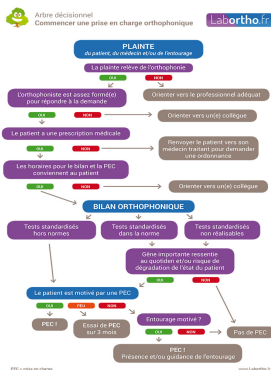 Arbre décisionnel
Commencer une prise en charge orthophonique
Labortho.fr
PLAINTE
du patient, du médecin et/ou de l'entourage
La plainte relève de l'orthophonie
OUI NON
L'orthophoniste est assez formé(e)
pour répondre à la demande
Orienter vers le professionnel adéquat
OUI NON
Orienter vers un(e) collègue
Le patient a une prescription médicale
OUI NON
Renvoyer le patient vers son
médecin traitant pour demander
une ordonnance
Les horaires pour le bilan et la PEC
conviennent au patient
OUI NON
Orienter vers un(e) collègue
BILAN ORTHOPHONIQUE
Tests standardisés
hors normes
Tests standardisés
dans la norme
Tests standardisés
non réalisables
Gêne importante ressentie
au quotidien et/ou risque de
dégradation de l'état du patient
OUI NON
Le patient est motivé par une PEC
OUI PEU NON
PEC !
Essai de PEC
sur 3 mois
Entourage motivé ?
OUI NON
Pas de PEC
PEC !
Présence et/ou guidance de l'entourage
PEC = prise en charge
www.Labortho.fr